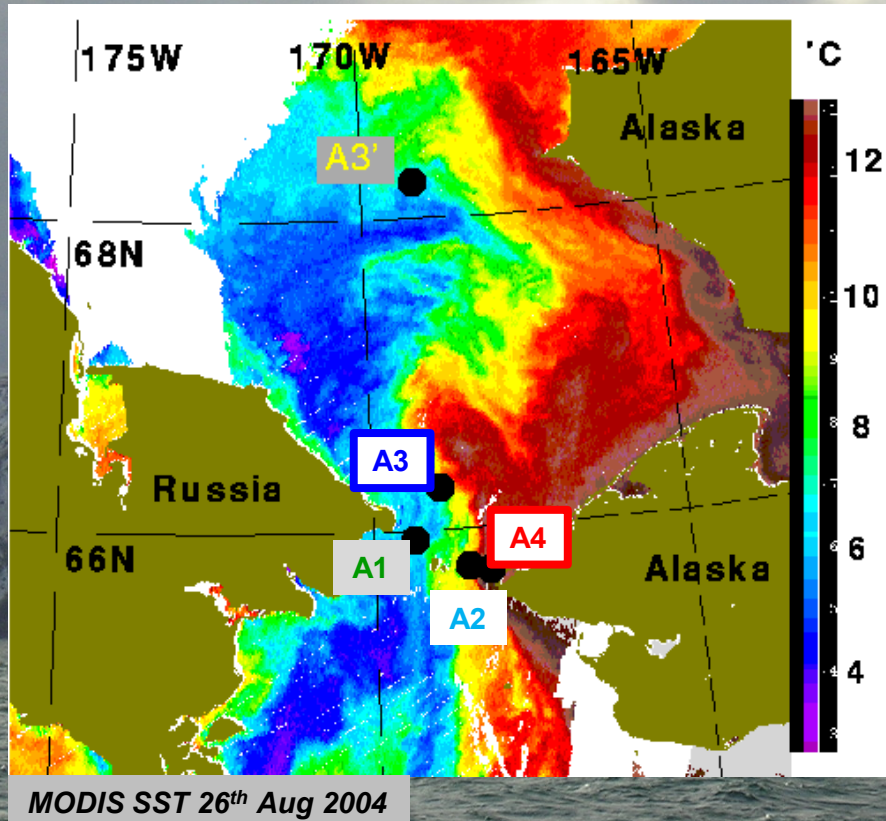 175W 170W 165W °C
Alaska
12
A3'
68N
10
8
A3
Russia
A4
6
66N
A1
Alaska
A2
4
MODIS SST 26th Aug 2004